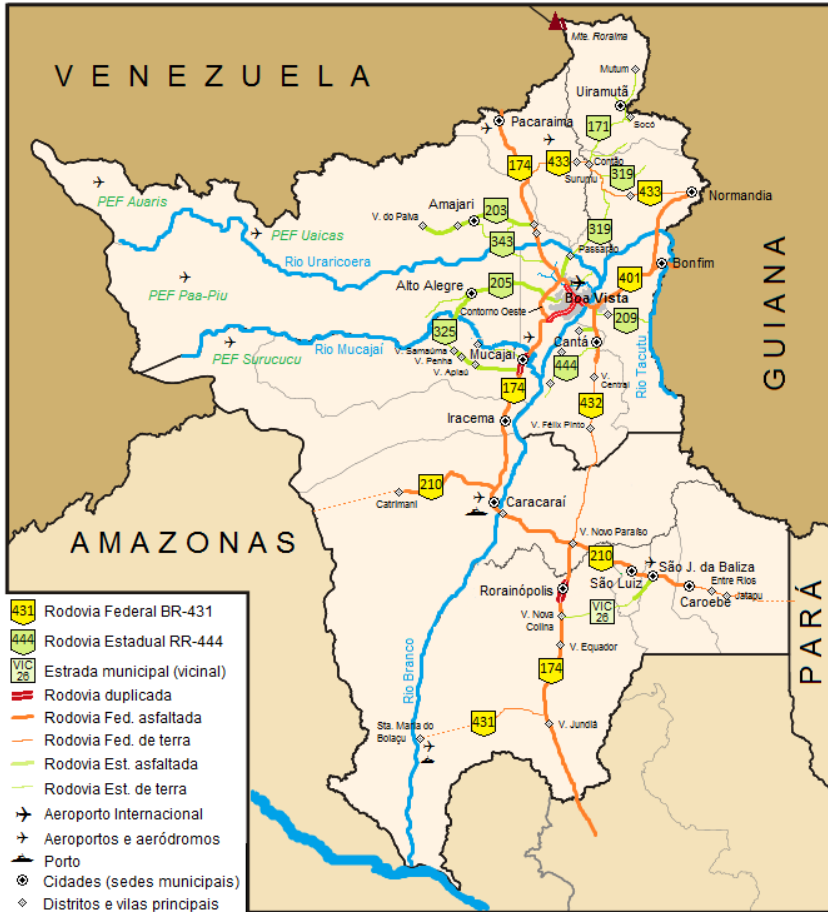 VENEZUELA
Mte. Roraima
Mutum
Uiramutã
Pacaraima
171
Socó
174
433
Contão
Surumu
319
433
Normandia
PEF Auaris
Amajari
203
V. do Paiva
PEF Uaicas
343
319
Passarão
Rio Uraricoera
Bonfim
401
PEF Paa-Piu
Alto Alegre
205
Boa Vista
Contorno Oeste
209
GUIANA
325
Rio Mucajaí
PEF Surucucu
V. Samaúma
V. Penha
V. Apiaú
Mucajaí
Cantá
444
Rio Tacutu
174
V. Central
432
Iracema
V. Félix Pinto
210
Catrimani
Caracaraí
AMAZONAS
V. Novo Paraíso
210
São J. da Baliza
São Luiz
Entre Rios
Rorainópolis
Caroebe
Jatapu
VIC
26
V. Nova
Colina
PARÁ
V. Equador
174
Rio Branco
Sta. Maria do
Boiaçu
431
V. Jundiá
431 Rodovia Federal BR-431
444 Rodovia Estadual RR-444
VIC
26 Estrada municipal (vicinal)
Rodovia duplicada
Rodovia Fed. asfaltada
Rodovia Fed. de terra
Rodovia Est. asfaltada
Rodovia Est. de terra
Aeroporto Internacional
Aeroportos e aeródromos
Porto
Cidades (sedes municipais)
Distritos e vilas principais